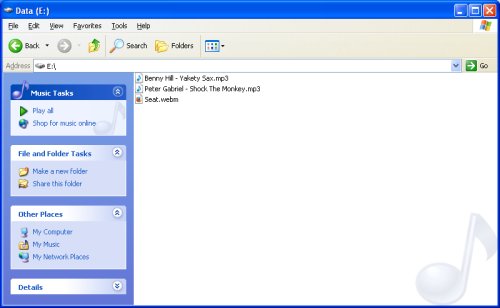 Data (E:)
File Edit View Favorites Tools Help
Back Search Folders
Address E:\ Go
Music Tasks
Play all
Shop for music online
File and Folder Tasks
Make a new folder
Share this folder
Other Places
My Computer
My Music
My Network Places
Details
Benny Hill - Yakety Sax.mp3
Peter Gabriel - Shock The Monkey.mp3
Seat.webm